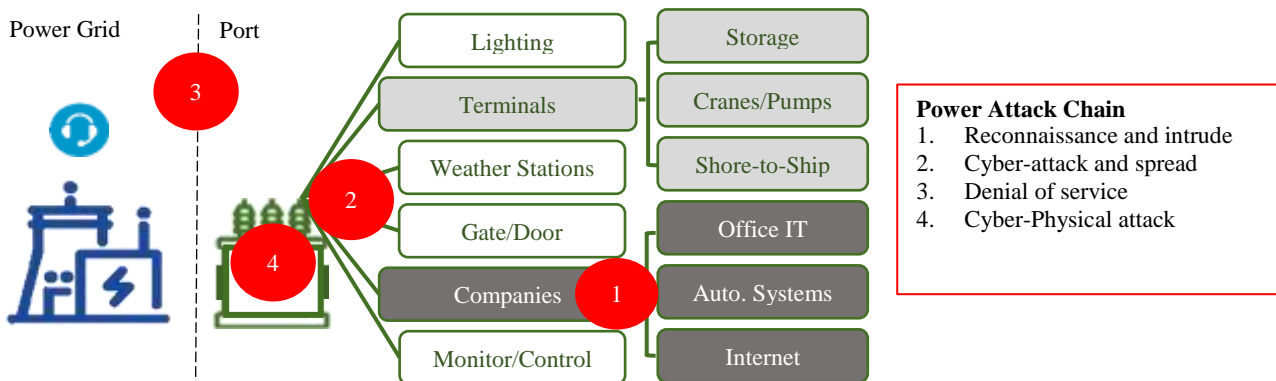 Power Grid
Port
3
Lighting
Terminals
Weather Stations
2
Gate/Door
4
Companies
1
Monitor/Control
Storage
Cranes/Pumps
Shore-to-Ship
Office IT
Auto. Systems
Internet
Power Attack Chain
1. Reconnaissance and intrude
2. Cyber-attack and spread
3. Denial of service
4. Cyber-Physical attack